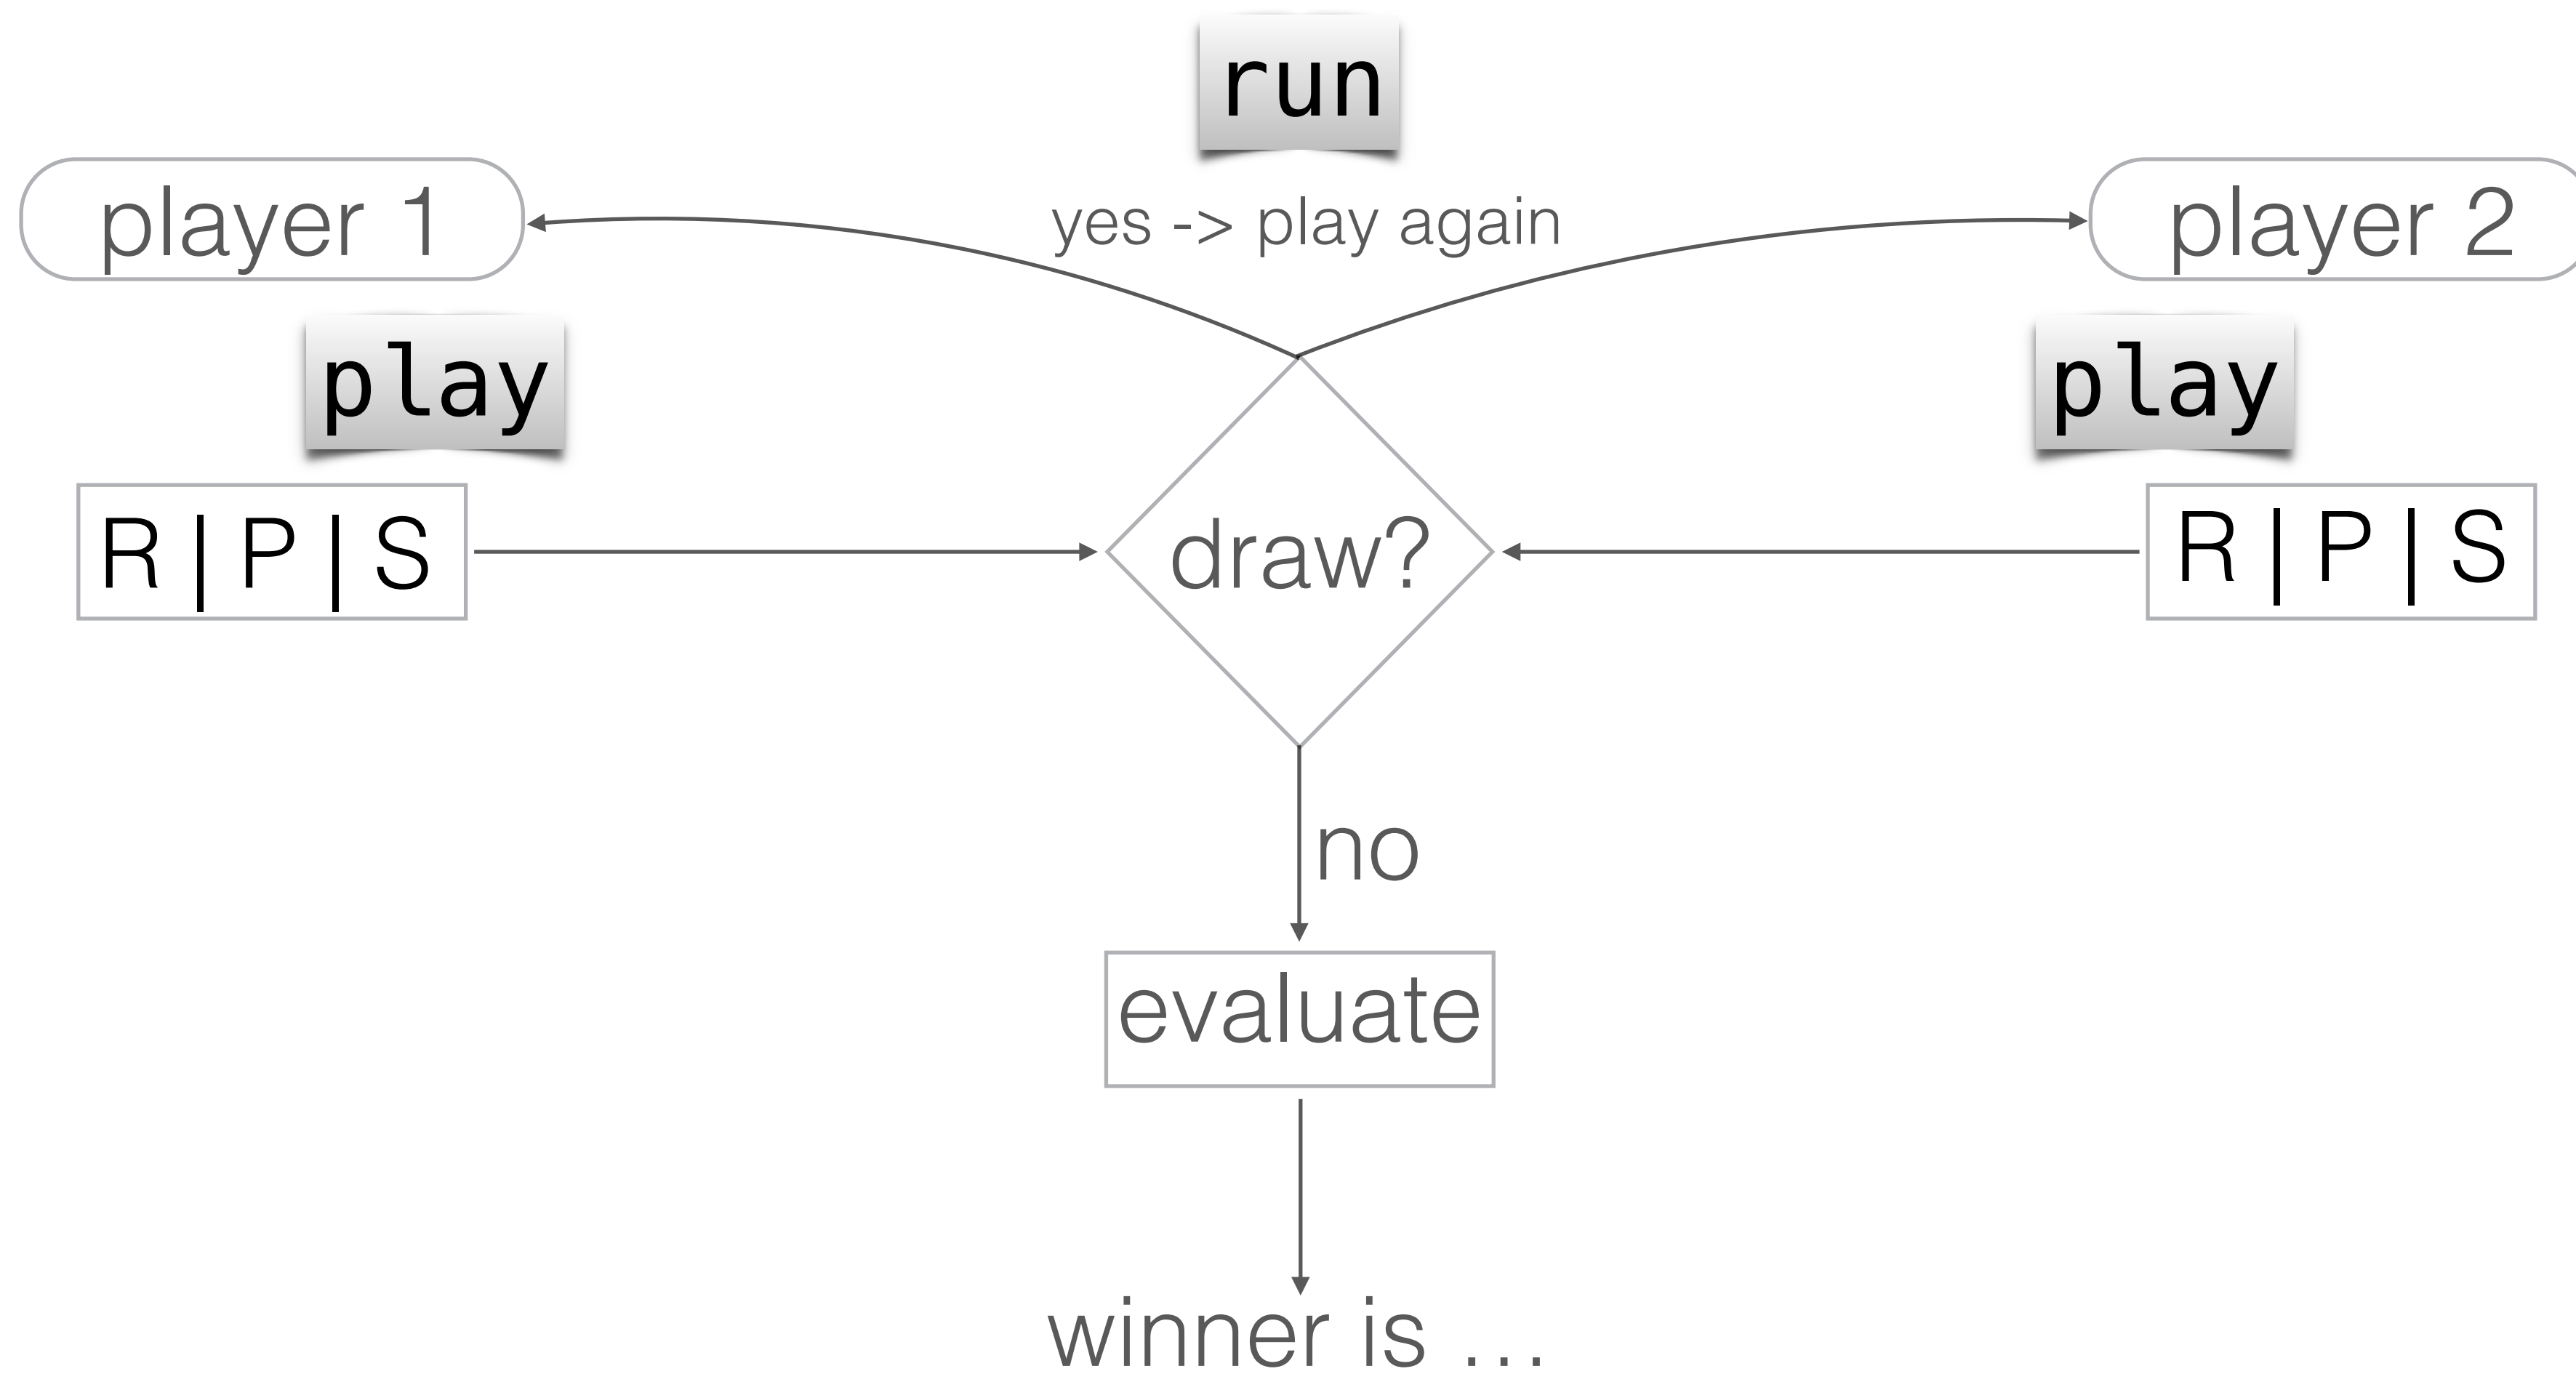 run
player 1
yes -> play again
player 2
play
play
R | P | S
draw?
R | P | S
no
evaluate
winner is …